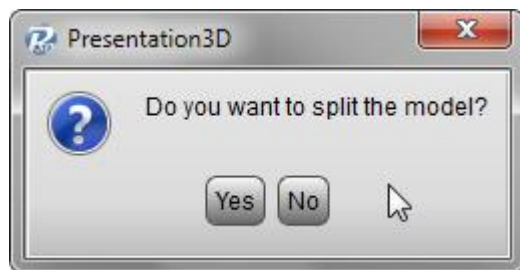 Presentation3D
Do you want to split the model?
Yes No